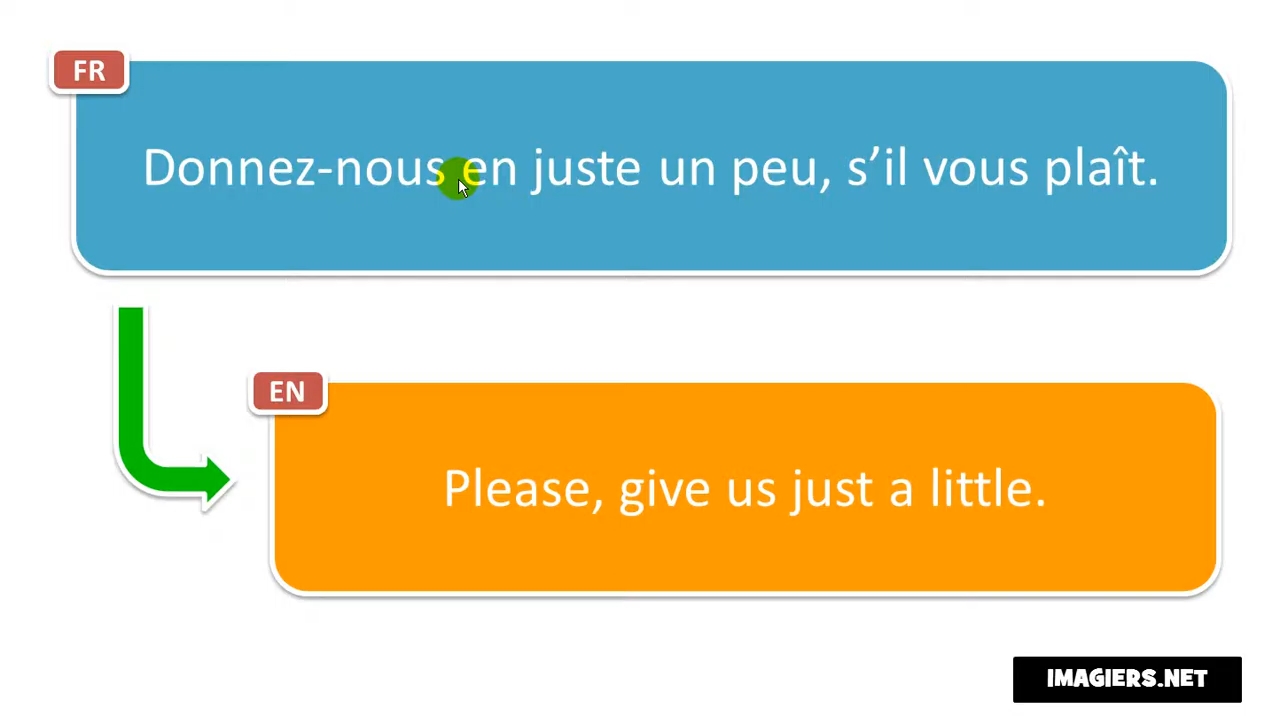 FR
Donnez-nous en juste un peu, s’il vous plaît.
EN
Please, give us just a little.
IMAGIERS.NET